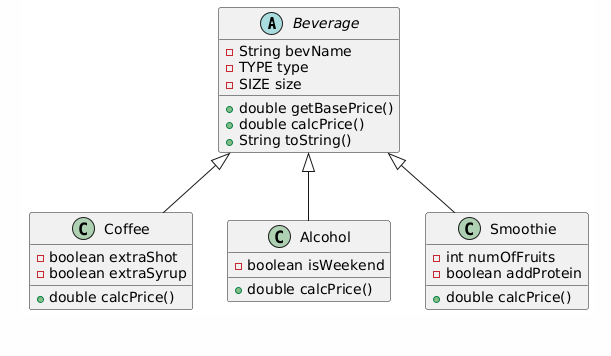 A Beverage
String bevName
TYPE type
SIZE size
double getBasePrice()
double calcPrice()
String toString()
C Coffee
boolean extraShot
boolean extraSyrup
double calcPrice()
C Alcohol
boolean isWeekend
double calcPrice()
C Smoothie
int numOfFruits
boolean addProtein
double calcPrice()